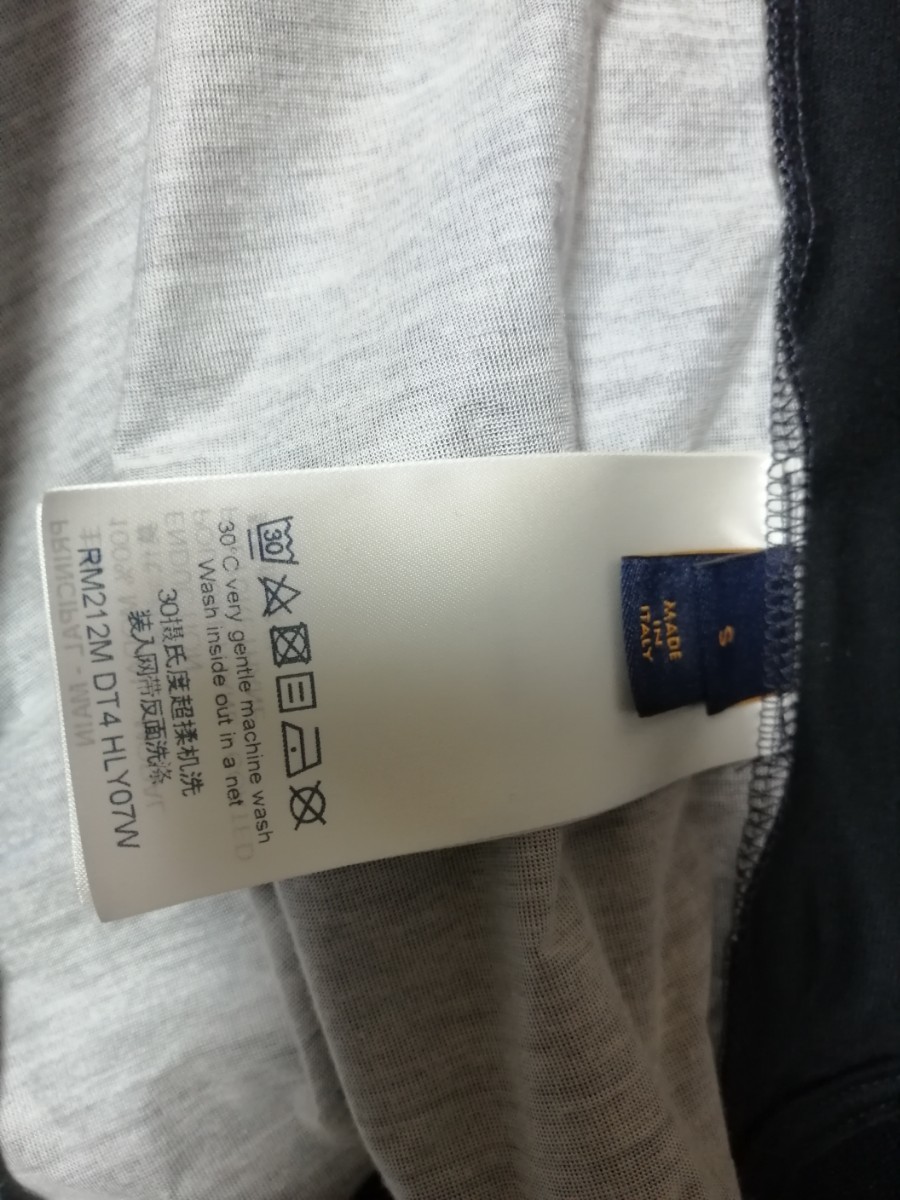 30
30°C very gentle machine wash
Wash inside out in a net
30摄氏度超揉机洗
装入网带反面洗涤
RM212M DT4 HLY07W
S
MADE
IN
ITALY